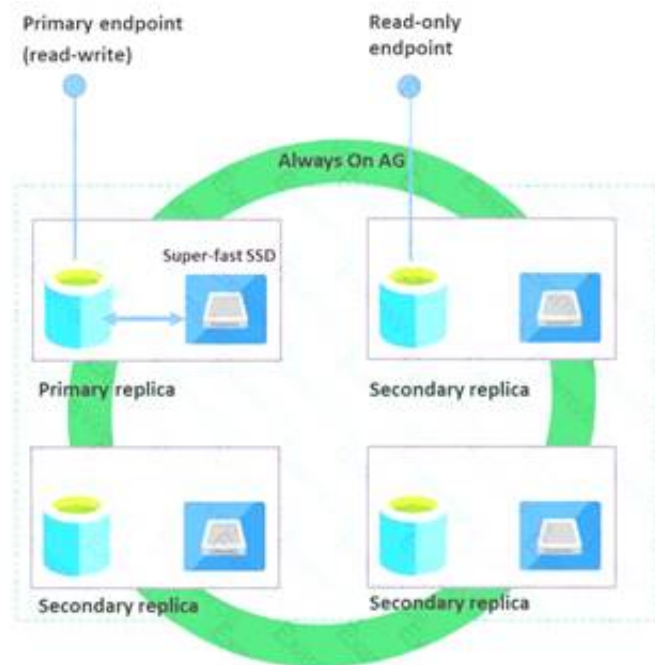 Primary endpoint
(read-write)
Read-only
endpoint
Always On AG
Super-fast SSD
Primary replica
Secondary replica
Secondary replica
Secondary replica